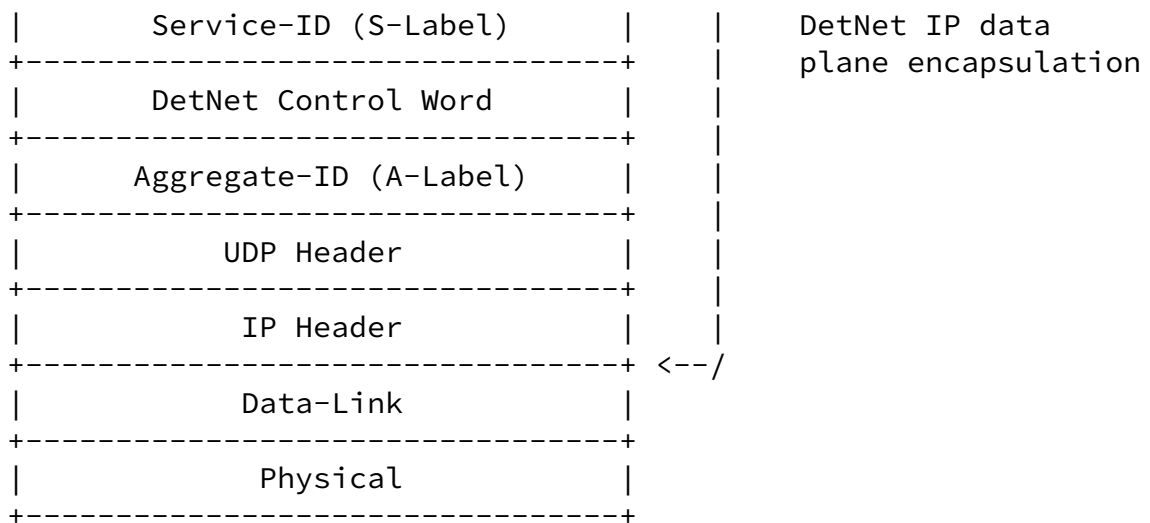 |       Service-ID (S-Label)       |     |    DetNet IP data
+----------------------------------+     |    plane encapsulation
|       DetNet Control Word        |     |
+----------------------------------+     |
|      Aggregate-ID (A-Label)      |     |
+----------------------------------+     |
|           UDP Header             |     |
+----------------------------------+     |
|            IP Header             |     |
+----------------------------------+ <--/
|            Data-Link             |
+----------------------------------+
|             Physical             |
+----------------------------------+